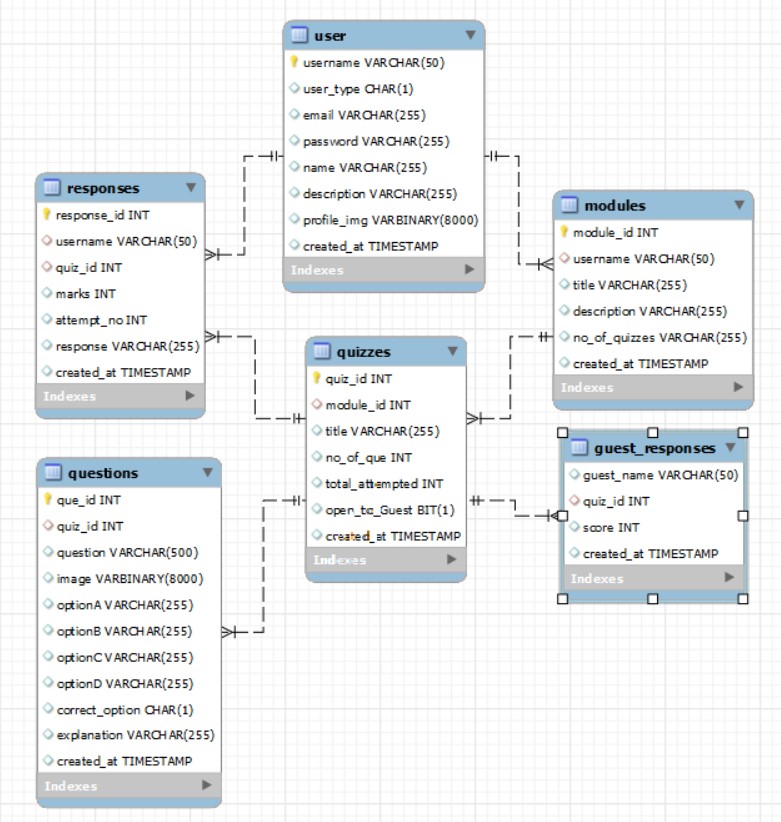 user
username VARCHAR(50)
user_type CHAR(1)
email VARCHAR(255)
password VARCHAR(255)
name VARCHAR(255)
description VARCHAR(255)
profile_img VARBINARY(8000)
created_at TIMESTAMP
Indexes
responses
response_id INT
username VARCHAR(50)
quiz_id INT
marks INT
attempt_no INT
response VARCHAR(255)
created_at TIMESTAMP
Indexes
modules
module_id INT
username VARCHAR(50)
title VARCHAR(255)
description VARCHAR(255)
no_of_quizzes VARCHAR(255)
created_at TIMESTAMP
Indexes
quizzes
quiz_id INT
module_id INT
title VARCHAR(255)
no_of_que INT
total_attempted INT
open_to_Guest BIT(1)
created_at TIMESTAMP
Indexes
guest_responses
guest_name VARCHAR(50)
quiz_id INT
score INT
created_at TIMESTAMP
Indexes
questions
que_id INT
quiz_id INT
question VARCHAR(500)
image VARBINARY(8000)
optionA VARCHAR(255)
optionB VARCHAR(255)
optionC VARCHAR(255)
optionD VARCHAR(255)
correct_option CHAR(1)
explanation VARCHAR(255)
created_at TIMESTAMP
Indexes